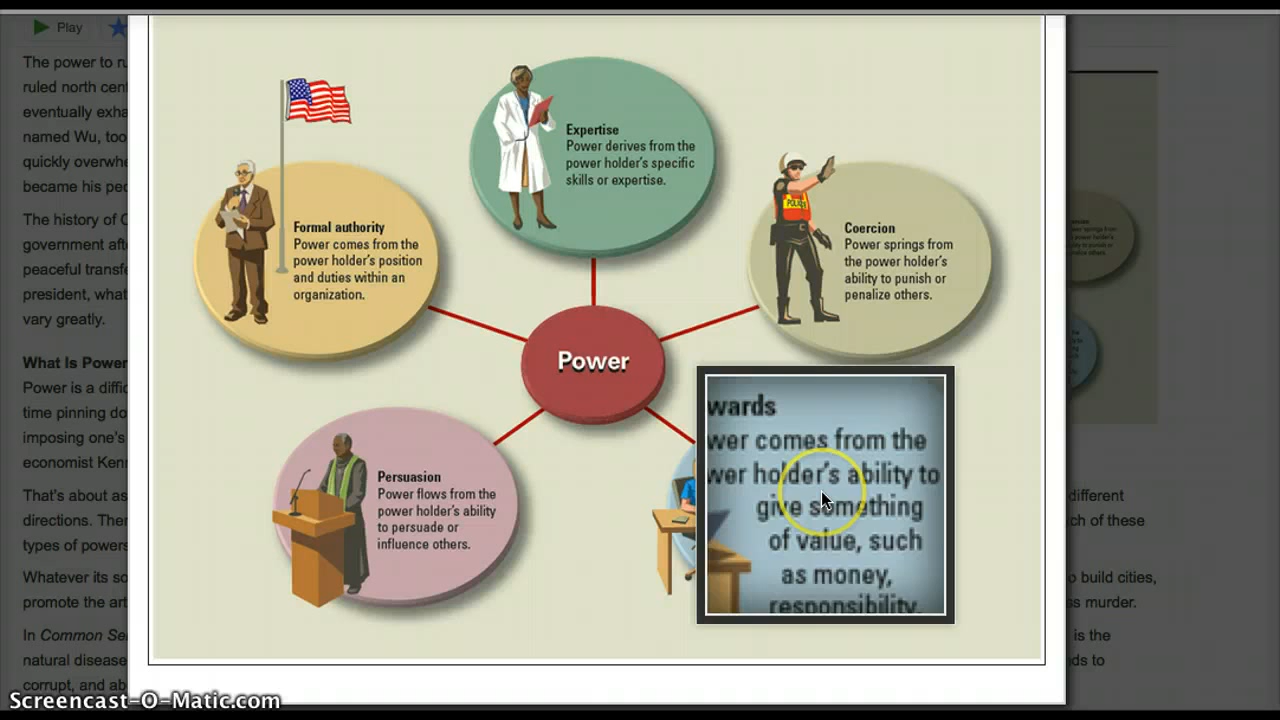 Play
The power to ru
ruled north cent
eventually exha
named Wu, too
quickly overwhe
became his peo
The history of C
government afte
peaceful transfe
president, what
vary greatly.
What Is Power
Power is a diffic
time pinning do
imposing one's
economist Kenn
That's about as
directions. Ther
types of powers
Whatever its so
promote the art
In Common Se
natural disease
corrupt, and ab
Expertise
Power derives from the
power holder's specific
skills or expertise.
Formal authority
Power comes from the
power holder's position
and duties within an
organization.
POLICE
Coercion
Power springs from
the power holder's
ability to punish or
penalize others.
Power
Persuasion
Power flows from the
power holder's ability
to persuade or
influence others.
wards
wer comes from the
wer holder's ability to
give something
of value, such
as money,
responsibility,
different
ch of these
o build cities,
ss murder.
is the
ds to
Screencast-O-Matic.com